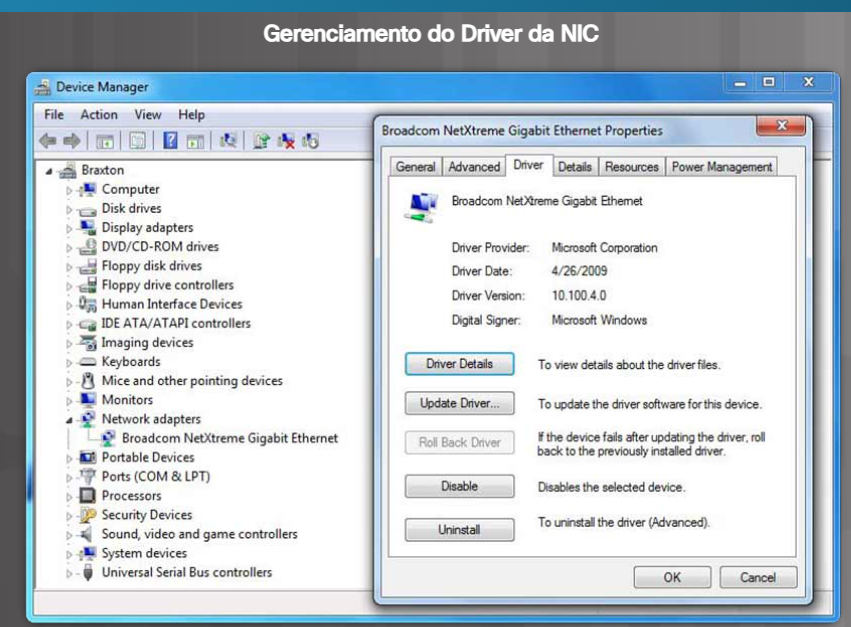 Gerenciamento do Driver da NIC
Device Manager
File Action View Help
Braxton
Computer
Disk drives
Display adapters
DVD/CD-ROM drives
Floppy disk drives
Floppy drive controllers
Human Interface Devices
IDE ATA/ATAPI controllers
Imaging devices
Keyboards
Mice and other pointing devices
Monitors
Network adapters
Broadcom NetXtreme Gigabit Ethernet
Portable Devices
Ports (COM & LPT)
Processors
Security Devices
Sound, video and game controllers
System devices
Universal Serial Bus controllers
Broadcom NetXtreme Gigabit Ethernet Properties
General Advanced Driver Details Resources Power Management
Broadcom NetXtreme Gigabit Ethernet
Driver Provider: Microsoft Corporation
Driver Date: 4/26/2009
Driver Version: 10.100.4.0
Digital Signer: Microsoft Windows
Driver Details To view details about the driver files.
Update Driver... To update the driver software for this device.
Roll Back Driver If the device fails after updating the driver, roll
back to the previously installed driver.
Disable Disables the selected device.
Uninstall To uninstall the driver (Advanced).
OK Cancel